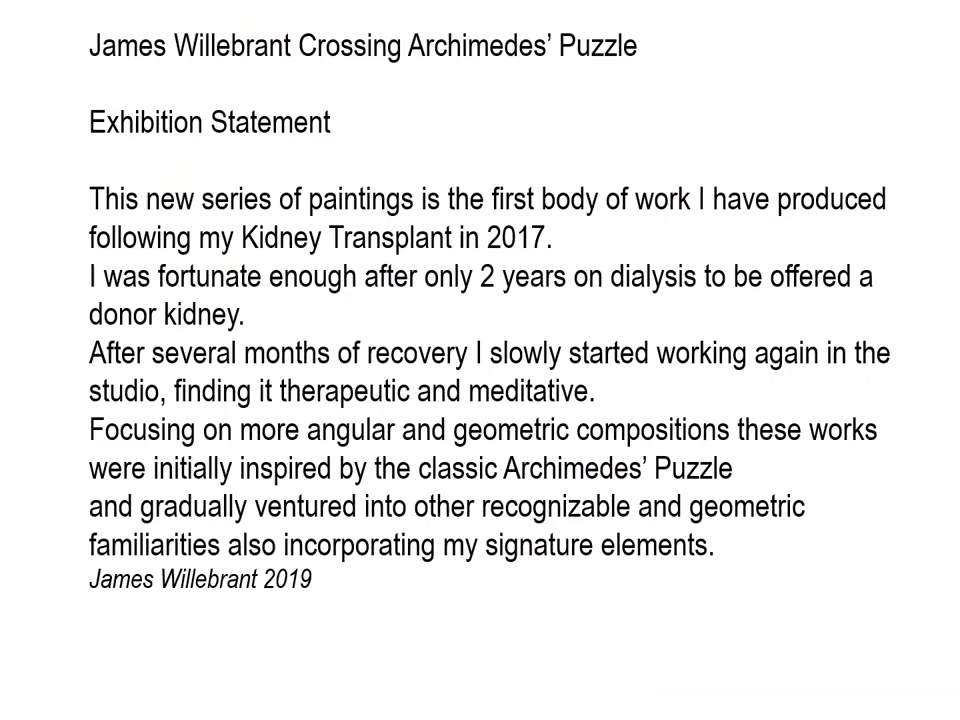 James Willebrant Crossing Archimedes’ Puzzle
Exhibition Statement
This new series of paintings is the first body of work I have produced
following my Kidney Transplant in 2017.
I was fortunate enough after only 2 years on dialysis to be offered a
donor kidney.
After several months of recovery I slowly started working again in the
studio, finding it therapeutic and meditative.
Focusing on more angular and geometric compositions these works
were initially inspired by the classic Archimedes’ Puzzle
and gradually ventured into other recognizable and geometric
familiarities also incorporating my signature elements.
James Willebrant 2019